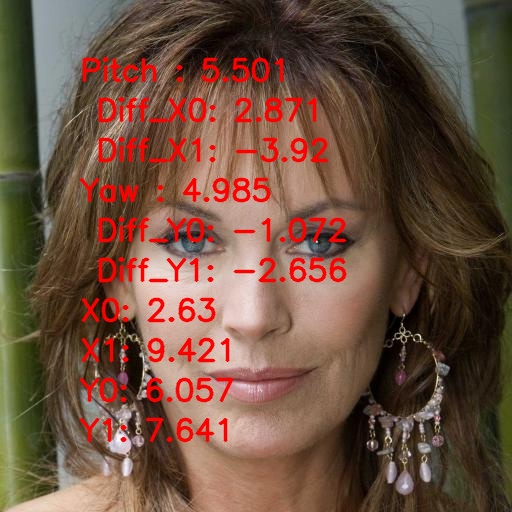 Pitch : 5.501
Diff_X0: 2.871
Diff_X1: -3.92
Yaw : 4.985
Diff_Y0: -1.072
Diff_Y1: -2.656
X0: 2.63
X1: 9.421
Y0: 6.057
Y1: 7.641